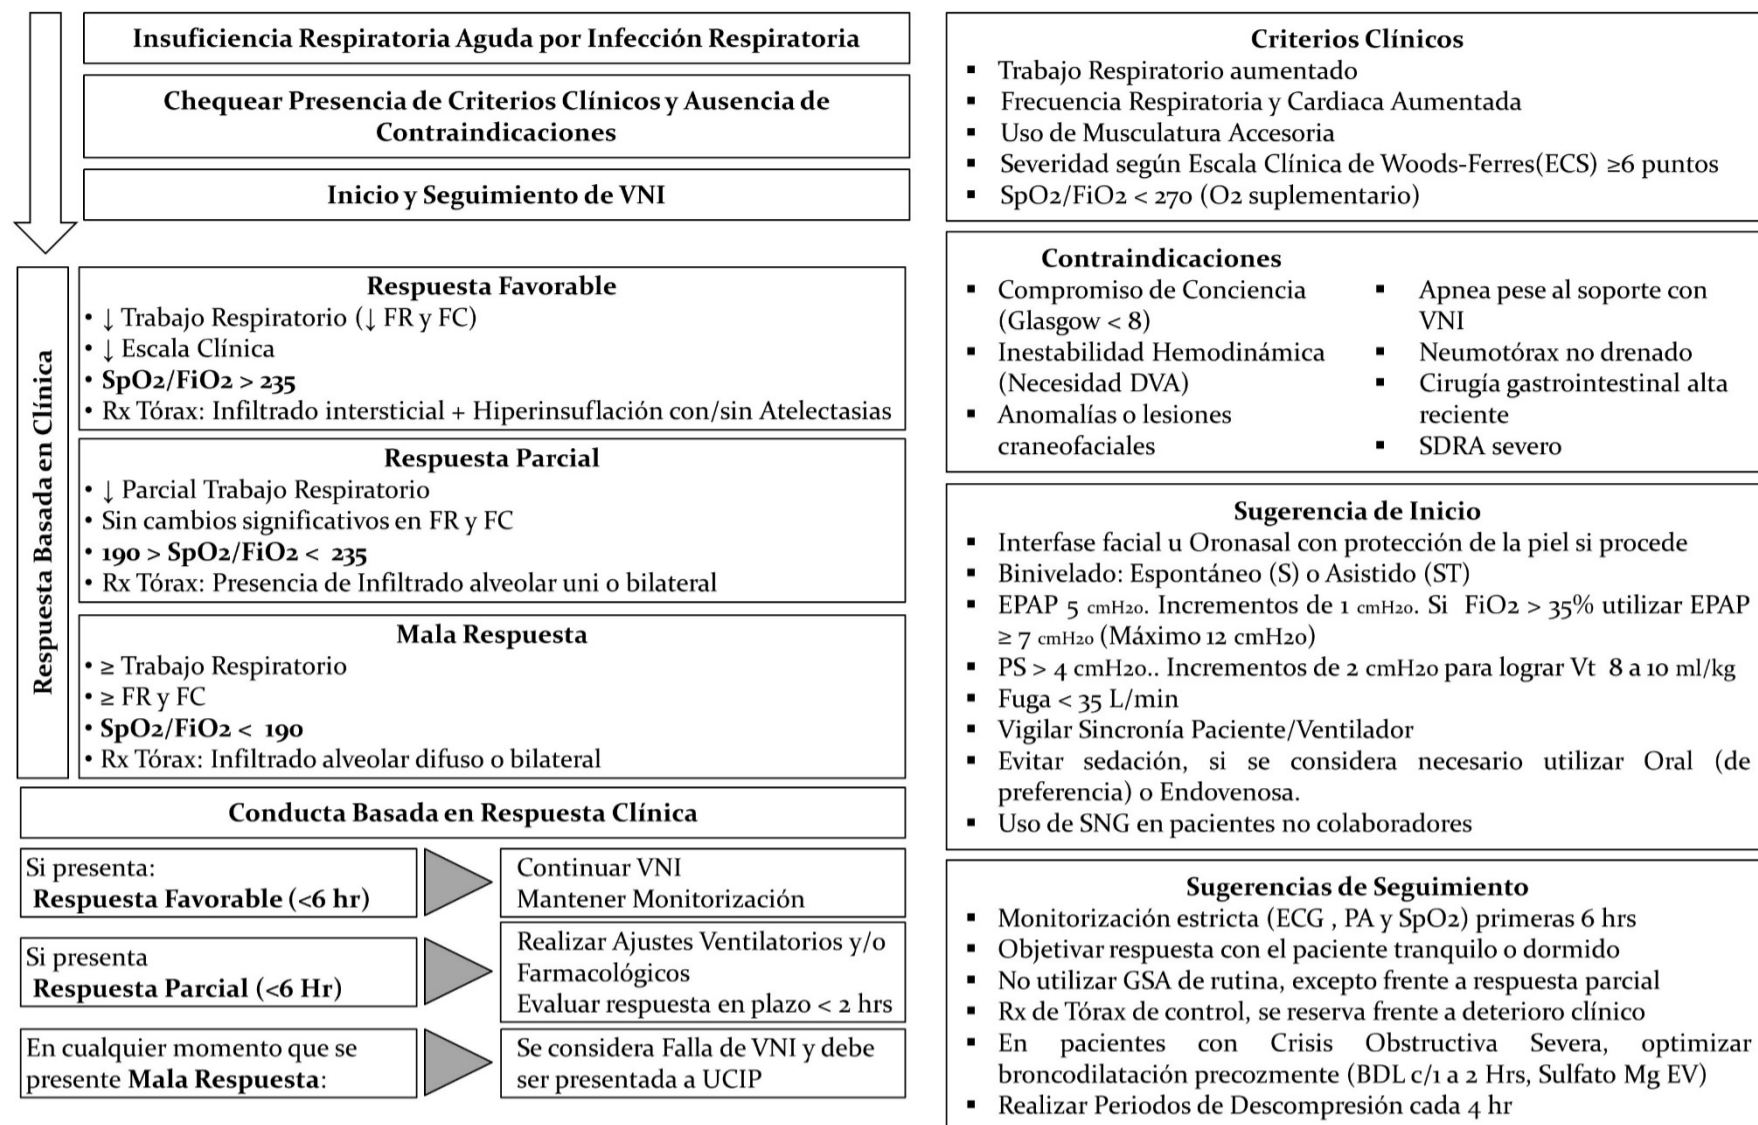 Insuficiencia Respiratoria Aguda por Infección Respiratoria
Chequear Presencia de Criterios Clínicos y Ausencia de
Contraindicaciones
Inicio y Seguimiento de VNI
Respuesta Basada en Clínica
Respuesta Favorable
• ↓ Trabajo Respiratorio (↓ FR y FC)
• ↓ Escala Clínica
• SpO2/FiO2 > 235
• Rx Tórax: Infiltrado intersticial + Hiperinsuflación con/sin Atelectasias
Respuesta Parcial
• ↓ Parcial Trabajo Respiratorio
• Sin cambios significativos en FR y FC
• 190 > SpO2/FiO2 < 235
• Rx Tórax: Presencia de Infiltrado alveolar uni o bilateral
Mala Respuesta
• ≥ Trabajo Respiratorio
• ≥ FR y FC
• SpO2/FiO2 < 190
• Rx Tórax: Infiltrado alveolar difuso o bilateral
Conducta Basada en Respuesta Clínica
Si presenta:
Respuesta Favorable (<6 hr)
Continuar VNI
Mantener Monitorización
Si presenta
Respuesta Parcial (<6 Hr)
Realizar Ajustes Ventilatorios y/o
Farmacológicos
Evaluar respuesta en plazo < 2 hrs
En cualquier momento que se
presente Mala Respuesta:
Se considera Falla de VNI y debe
ser presentada a UCIP
Criterios Clínicos
▪ Trabajo Respiratorio aumentado
▪ Frecuencia Respiratoria y Cardiaca Aumentada
▪ Uso de Musculatura Accesoria
▪ Severidad según Escala Clínica de Woods-Ferres(ECS) ≥6 puntos
▪ SpO2/FiO2 < 270 (O2 suplementario)
Contraindicaciones
▪ Compromiso de Conciencia
(Glasgow < 8)
▪ Inestabilidad Hemodinámica
(Necesidad DVA)
▪ Anomalías o lesiones
craneofaciales
▪ Apnea pese al soporte con
VNI
▪ Neumotórax no drenado
▪ Cirugía gastrointestinal alta
reciente
▪ SDRA severo
Sugerencia de Inicio
▪ Interfase facial u Oronasal con protección de la piel si procede
▪ Binivelado: Espontáneo (S) o Asistido (ST)
▪ EPAP 5 cmH2o. Incrementos de 1 cmH2o. Si FiO2 > 35% utilizar EPAP
≥ 7 cmH2o (Máximo 12 cmH2o)
▪ PS > 4 cmH2o.. Incrementos de 2 cmH2o para lograr Vt 8 a 10 ml/kg
▪ Fuga < 35 L/min
▪ Vigilar Sincronía Paciente/Ventilador
▪ Evitar sedación, si se considera necesario utilizar Oral (de
preferencia) o Endovenosa.
▪ Uso de SNG en pacientes no colaboradores
Sugerencias de Seguimiento
▪ Monitorización estricta (ECG , PA y SpO2) primeras 6 hrs
▪ Objetivar respuesta con el paciente tranquilo o dormido
▪ No utilizar GSA de rutina, excepto frente a respuesta parcial
▪ Rx de Tórax de control, se reserva frente a deterioro clínico
▪ En pacientes con Crisis Obstructiva Severa, optimizar
broncodilatación precozmente (BDL c/1 a 2 Hrs, Sulfato Mg EV)
▪ Realizar Periodos de Descompresión cada 4 hr